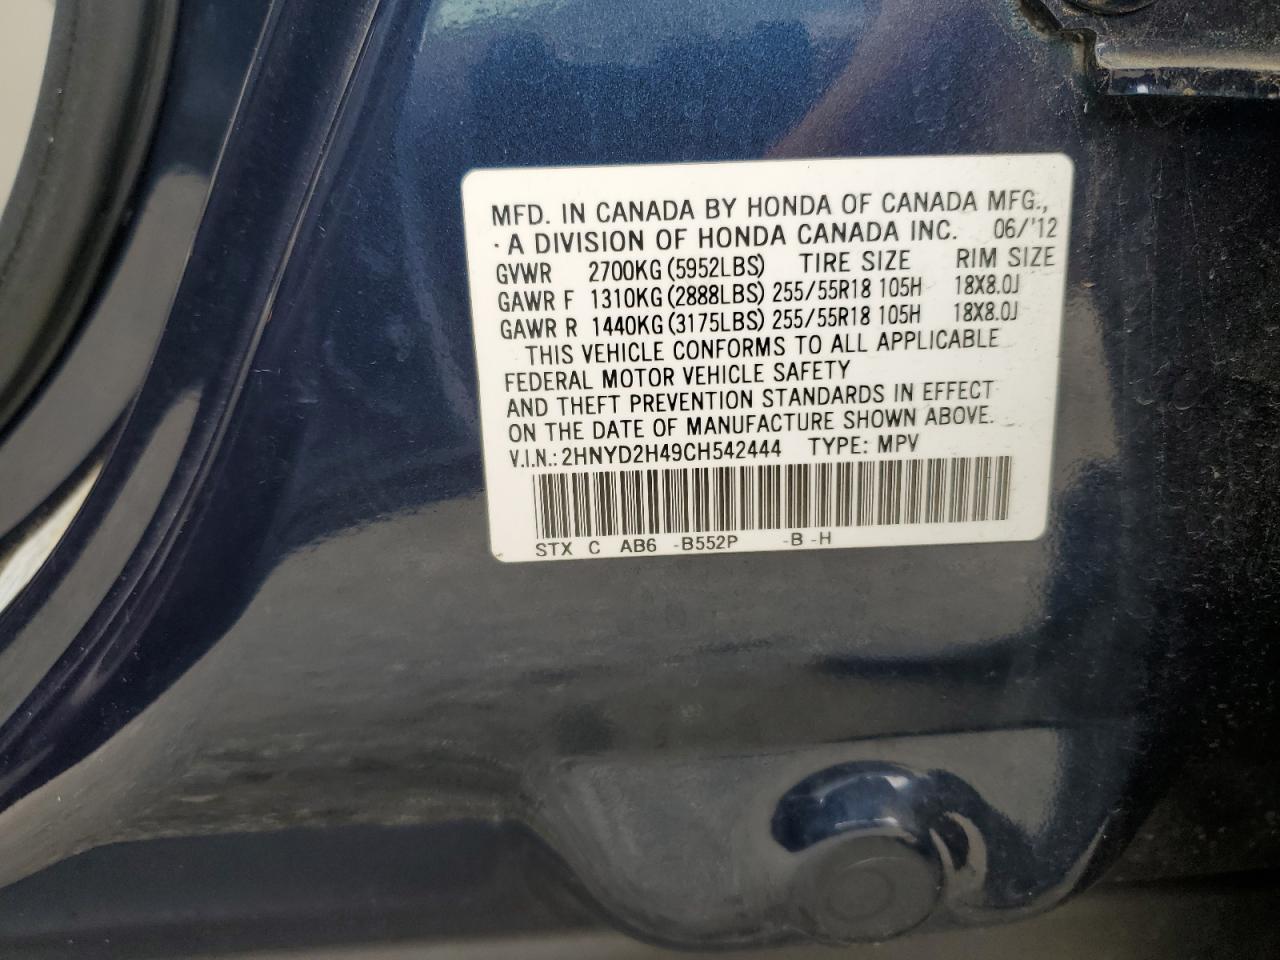 MFD. IN CANADA BY HONDA OF CANADA MFG.,
A DIVISION OF HONDA CANADA INC. 06/'12
GVWR 2700KG (5952LBS) TIRE SIZE RIM SIZE
GAWR F 1310KG (2888LBS) 255/55R18 105H 18X8.0J
GAWR R 1440KG (3175LBS) 255/55R18 105H 18X8.0J
THIS VEHICLE CONFORMS TO ALL APPLICABLE
FEDERAL MOTOR VEHICLE SAFETY
AND THEFT PREVENTION STANDARDS IN EFFECT
ON THE DATE OF MANUFACTURE SHOWN ABOVE.
V.I.N.: 2HNYD2H49CH542444 TYPE: MPV
STX C AB6 -B552P -B -H